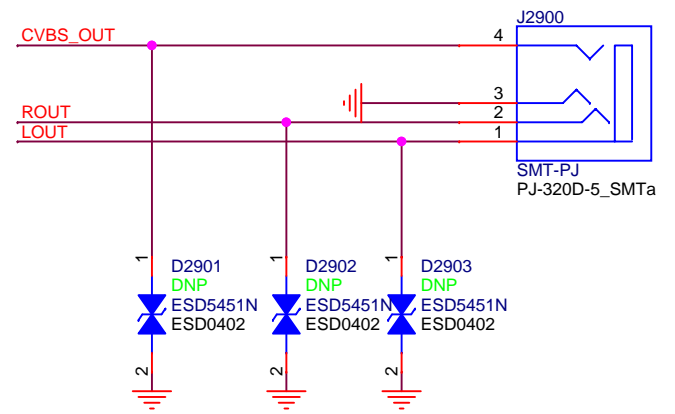 J2900
CVBS_OUT
4
3
ROUT
2
LOUT
1
SMT-PJ
PJ-320D-5_SMTa
1
D2901
DNP
ESD5451N
ESD0402
2
1
D2902
DNP
ESD5451N
ESD0402
2
1
D2903
DNP
ESD5451N
ESD0402
2